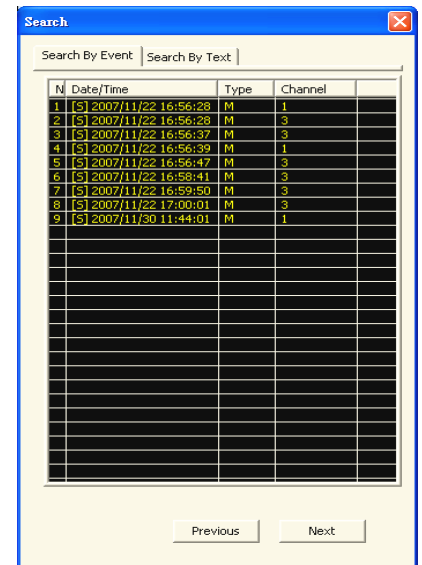 Search
Search By Event Search By Text
N Date/Time Type Channel
1 [S] 2007/11/22 16:56:28 M 1
2 [S] 2007/11/22 16:56:28 M 3
3 [S] 2007/11/22 16:56:37 M 3
4 [S] 2007/11/22 16:56:39 M 1
5 [S] 2007/11/22 16:56:47 M 3
6 [S] 2007/11/22 16:58:41 M 3
7 [S] 2007/11/22 16:59:50 M 3
8 [S] 2007/11/22 17:00:01 M 3
9 [S] 2007/11/30 11:44:01 M 1
Previous Next